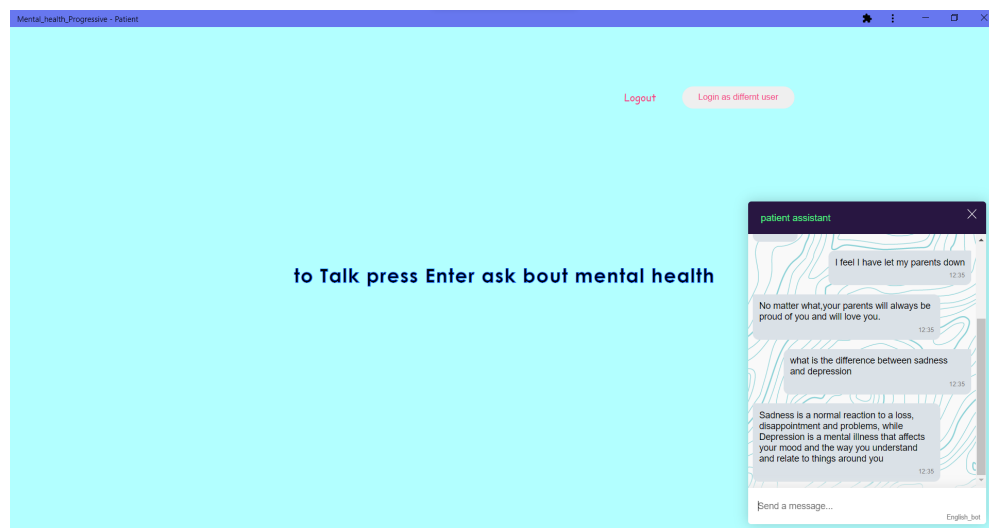 Mental_health_Progressive - Patient
Logout
Login as differnt user
to Talk press Enter ask bout mental health
patient assistant
I feel I have let my parents down
12:35
No matter what,your parents will always be
proud of you and will love you.
12:35
what is the difference between sadness
and depression
12:35
Sadness is a normal reaction to a loss,
disappointment and problems, while
Depression is a mental illness that affects
your mood and the way you understand
and relate to things around you
12:35
Send a message...
English_bot